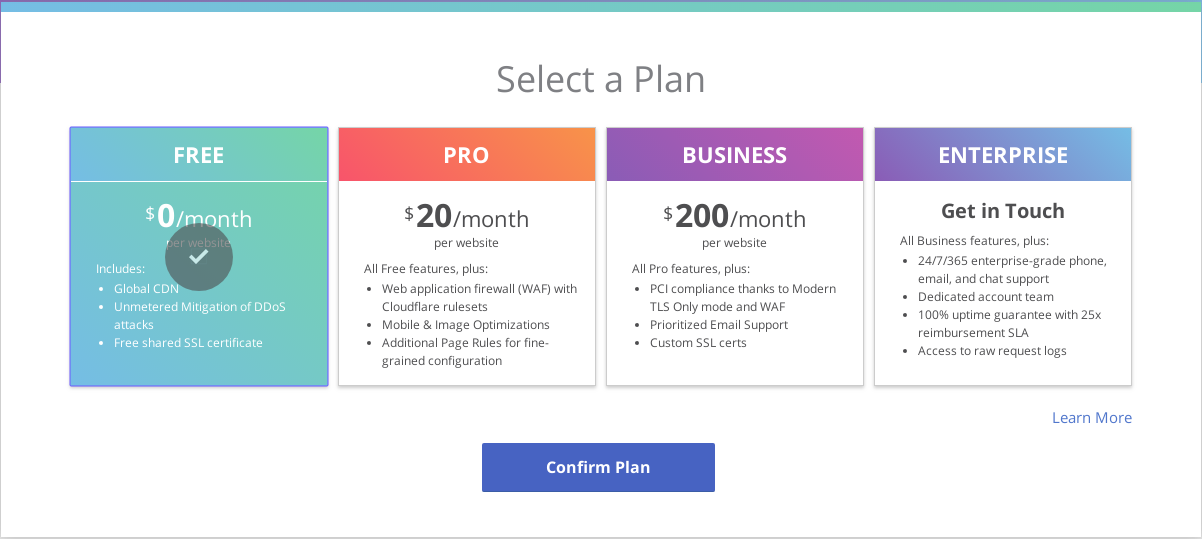 Select a Plan
FREE
$0/month
per website
Includes:
Global CDN
Unmetered Mitigation of DDoS
attacks
Free shared SSL certificate
PRO
$20/month
per website
All Free features, plus:
Web application firewall (WAF) with
Cloudflare rulesets
Mobile & Image Optimizations
Additional Page Rules for fine-
grained configuration
BUSINESS
$200/month
per website
All Pro features, plus:
PCI compliance thanks to Modern
TLS Only mode and WAF
Prioritized Email Support
Custom SSL certs
ENTERPRISE
Get in Touch
All Business features, plus:
24/7/365 enterprise-grade phone,
email, and chat support
Dedicated account team
100% uptime guarantee with 25x
reimbursement SLA
Access to raw request logs
Learn More
Confirm Plan